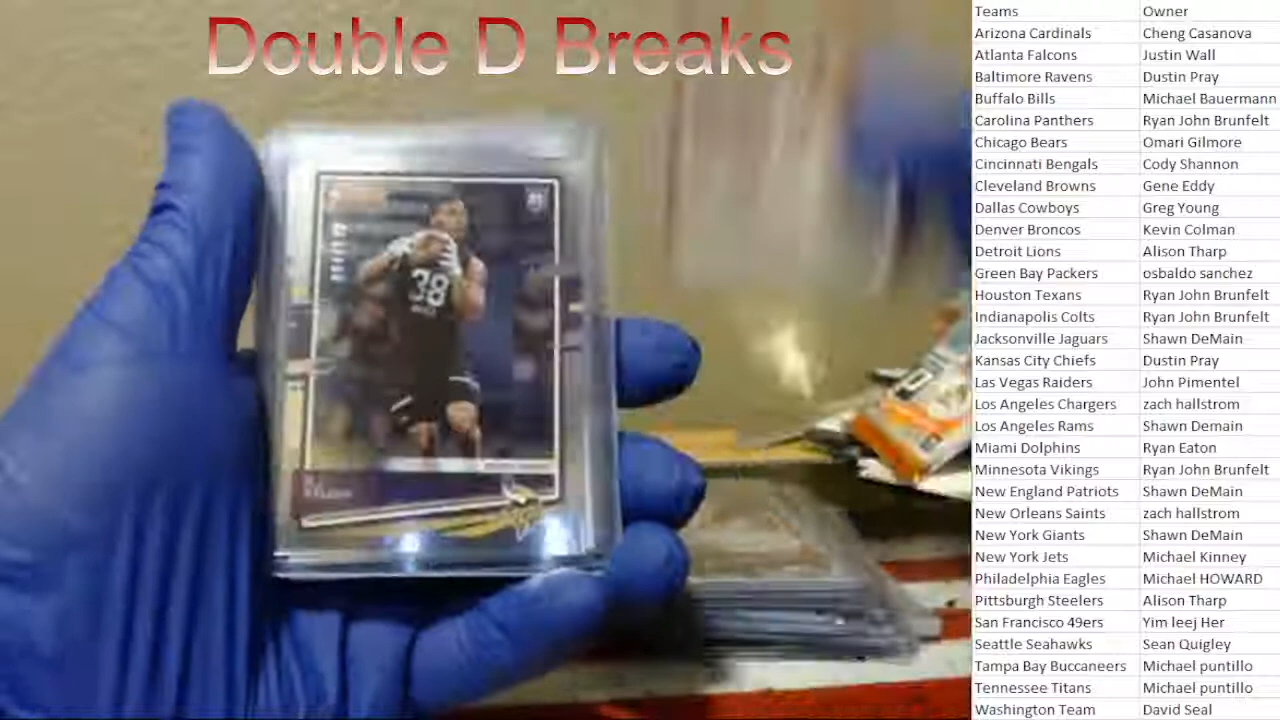 Double D Breaks
38
Teams Owner
Arizona Cardinals Cheng Casanova
Atlanta Falcons Justin Wall
Baltimore Ravens Dustin Pray
Buffalo Bills Michael Bauermann
Carolina Panthers Ryan John Brunfelt
Chicago Bears Omari Gilmore
Cincinnati Bengals Cody Shannon
Cleveland Browns Gene Eddy
Dallas Cowboys Greg Young
Denver Broncos Kevin Colman
Detroit Lions Alison Tharp
Green Bay Packers osbaldo sanchez
Houston Texans Ryan John Brunfelt
Indianapolis Colts Ryan John Brunfelt
Jacksonville Jaguars Shawn DeMain
Kansas City Chiefs Dustin Pray
Las Vegas Raiders John Pimentel
Los Angeles Chargers zach hallstrom
Los Angeles Rams Shawn Demain
Miami Dolphins Ryan Eaton
Minnesota Vikings Ryan John Brunfelt
New England Patriots Shawn DeMain
New Orleans Saints zach hallstrom
New York Giants Shawn DeMain
New York Jets Michael Kinney
Philadelphia Eagles Michael HOWARD
Pittsburgh Steelers Alison Tharp
San Francisco 49ers Yim leej Her
Seattle Seahawks Sean Quigley
Tampa Bay Buccaneers Michael puntillo
Tennessee Titans Michael puntillo
Washington Team David Seal